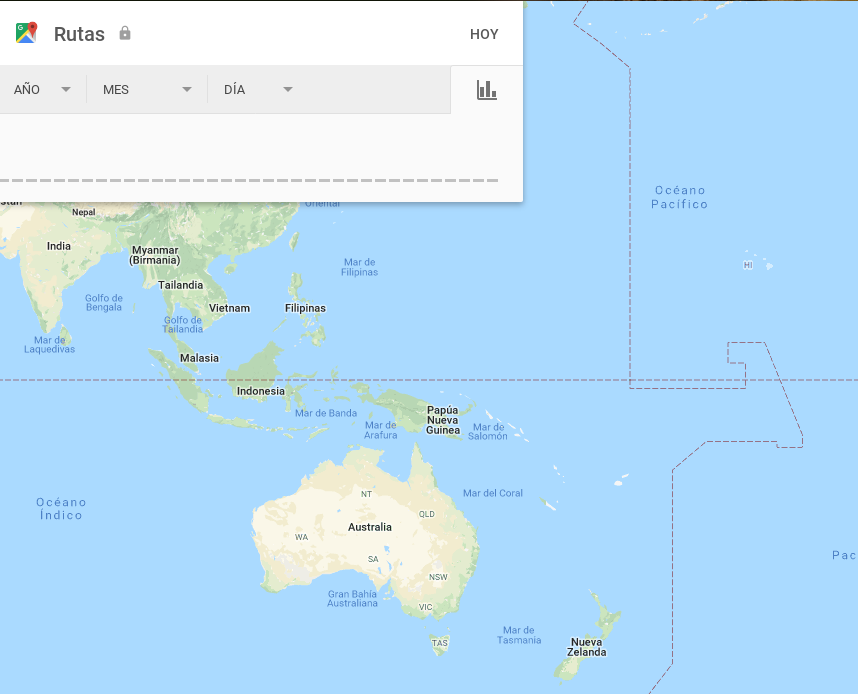 Rutas
HOY
AÑO
MES
DÍA
Océano
Pacífico
Oriental
Nepal
India
Myanmar
(Birmania)
Mar de
Filipinas
HI
Tailandia
Golfo de
Bengala
Vietnam
Filipinas
Golfo de
Tailandia
Mar de
Laquedivas
Malasia
Indonesia
Mar de Banda
Papúa
Nueva
Guinea
Mar de
Arafura
Mar de
Salomón
NT
Mar del Coral
Océano
Índico
QLD
Australia
WA
SA
Pac
NSW
Gran Bahía
Australiana
VIC
Mar de
Tasmania
TAS
Nueva
Zelanda